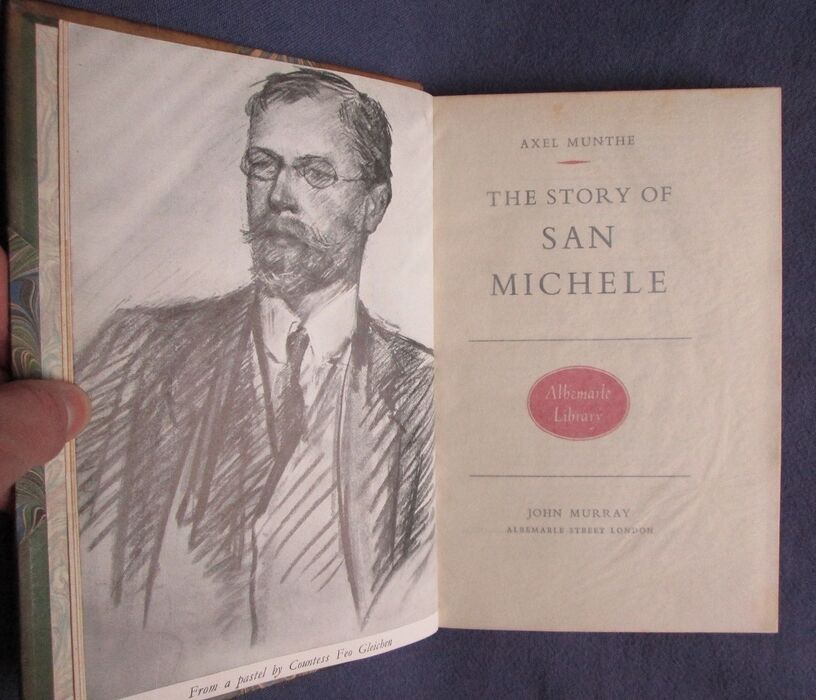 From a pastel by Countess Feo Gleichen
AXEL MUNTHE
THE STORY OF
SAN
MICHELE
Albemarle
Library
JOHN MURRAY
ALBEMARLE STREET LONDON